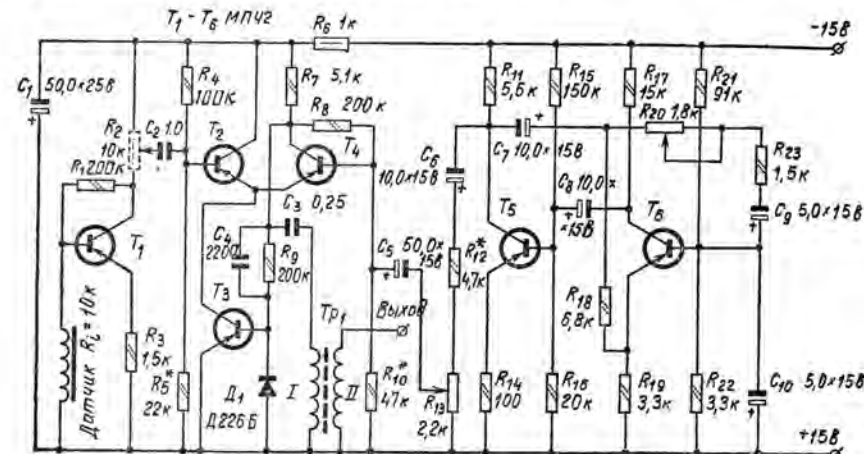 T1 - T6 МП42
R6 1к
-15В
C1 50,0×25В
R4
100К
R7 5,1к
R8 200 к
R11
5,6к
R15
150к
R17
15к
R21
91к
R20 1,8к
R2
10к
C2 1.0
T2
T4
C7 10,0× 15В
R23
1,5к
R1 200к
C6
10,0×15В
C8 10,0 ×
×15В
T1
C3
0,25
T5
T6
C9 5,0×15В
C4
2200
R9
200к
C5
50,0×
15В
R12*
4,7к
T3
Тр1
Выход
R18
6,8к
Датчик Ri = 10к
R3
1,5к
R5*
22к
Д1
Д226Б
I
II
R10*
47к
R13
2,2к
R14
100
R16
20к
R19
3,3к
R22
3,3к
C10
5,0×15В
+15В